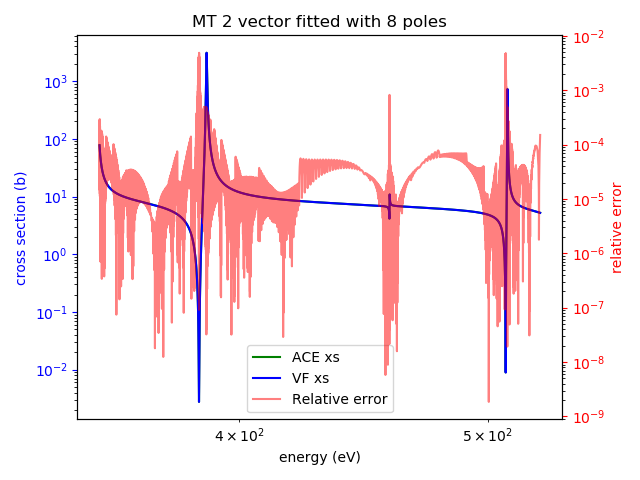 MT 2 vector fitted with 8 poles
cross section (b)
10³
10²
10¹
10⁰
10⁻¹
10⁻²
10⁻²
10⁻³
10⁻⁴
10⁻⁵
10⁻⁶
10⁻⁷
10⁻⁸
10⁻⁹
relative error
ACE xs
VF xs
Relative error
4 × 10² 5 × 10²
energy (eV)